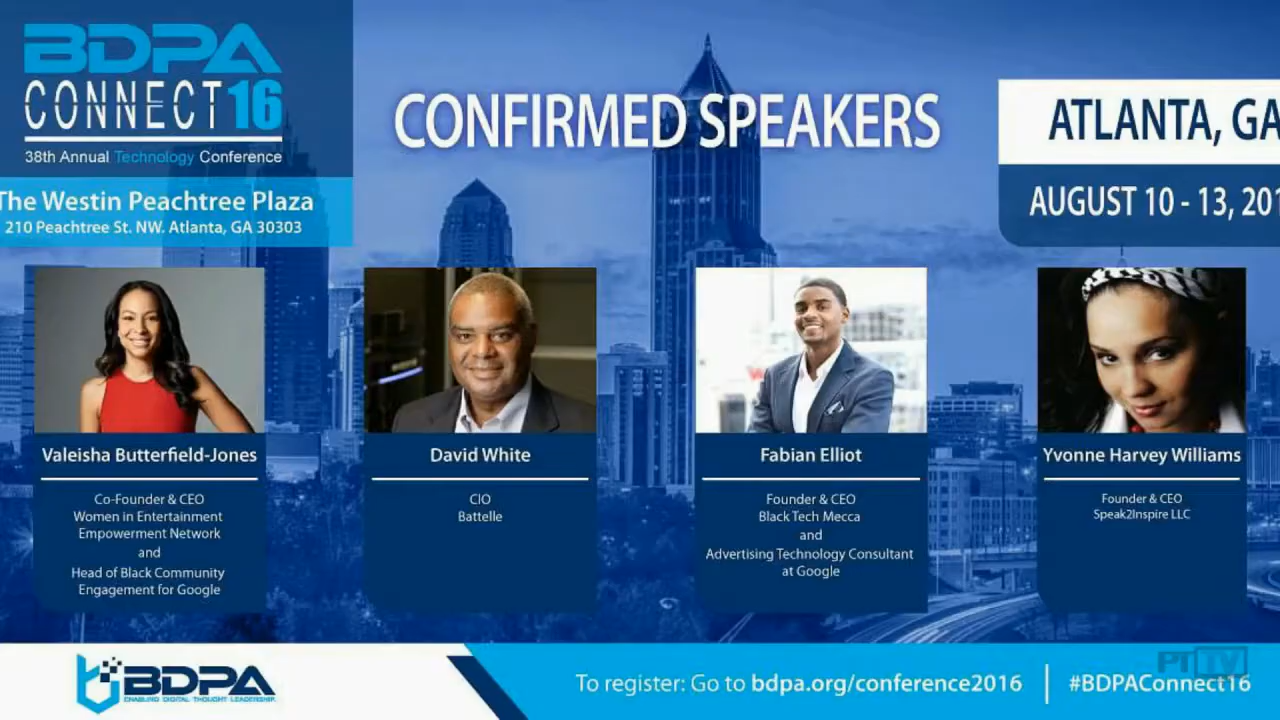 BDPA
CONNECT16
38th Annual Technology Conference
The Westin Peachtree Plaza
210 Peachtree St. NW. Atlanta, GA 30303
CONFIRMED SPEAKERS
ATLANTA, GA
AUGUST 10 - 13, 201
Valeisha Butterfield-Jones
Co-Founder & CEO
Women in Entertainment
Empowerment Network
and
Head of Black Community
Engagement for Google
David White
CIO
Battelle
Fabian Elliot
Founder & CEO
Black Tech Mecca
and
Advertising Technology Consultant
at Google
Yvonne Harvey Williams
Founder & CEO
Speak2Inspire LLC
BDPA
ENABLING DIGITAL THOUGHT LEADERSHIP
To register: Go to bdpa.org/conference2016
#BDPAConnect16
PTTV